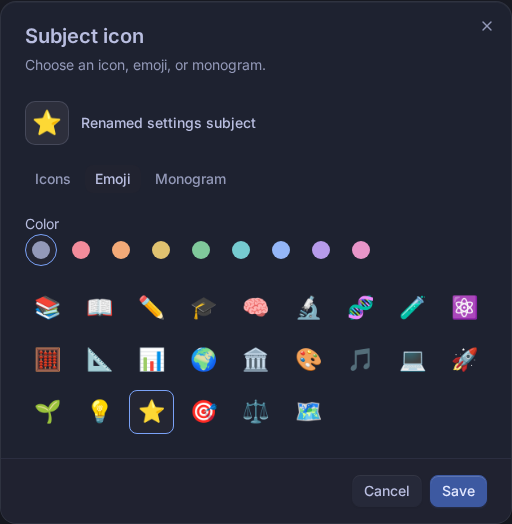 Subject icon
Choose an icon, emoji, or monogram.
Renamed settings subject
Icons Emoji Monogram
Color
Cancel Save